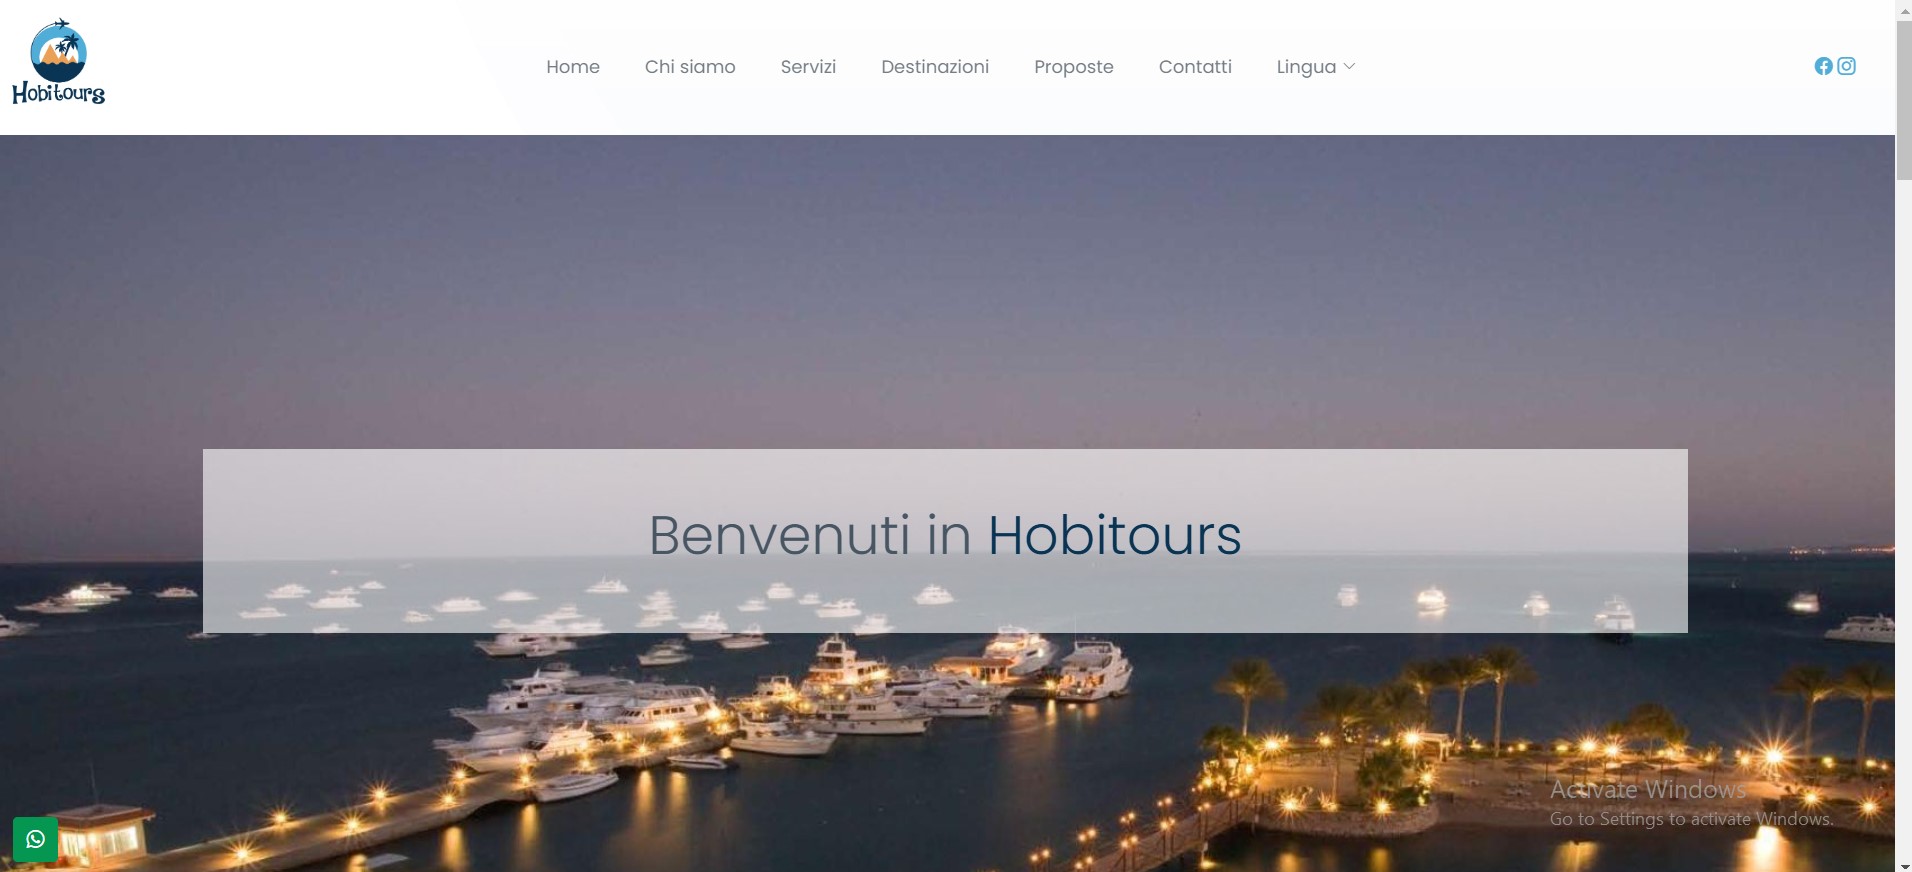 Hobitours
Home
Chi siamo
Servizi
Destinazioni
Proposte
Contatti
Lingua
Benvenuti in Hobitours
Activate Windows
Go to Settings to activate Windows.